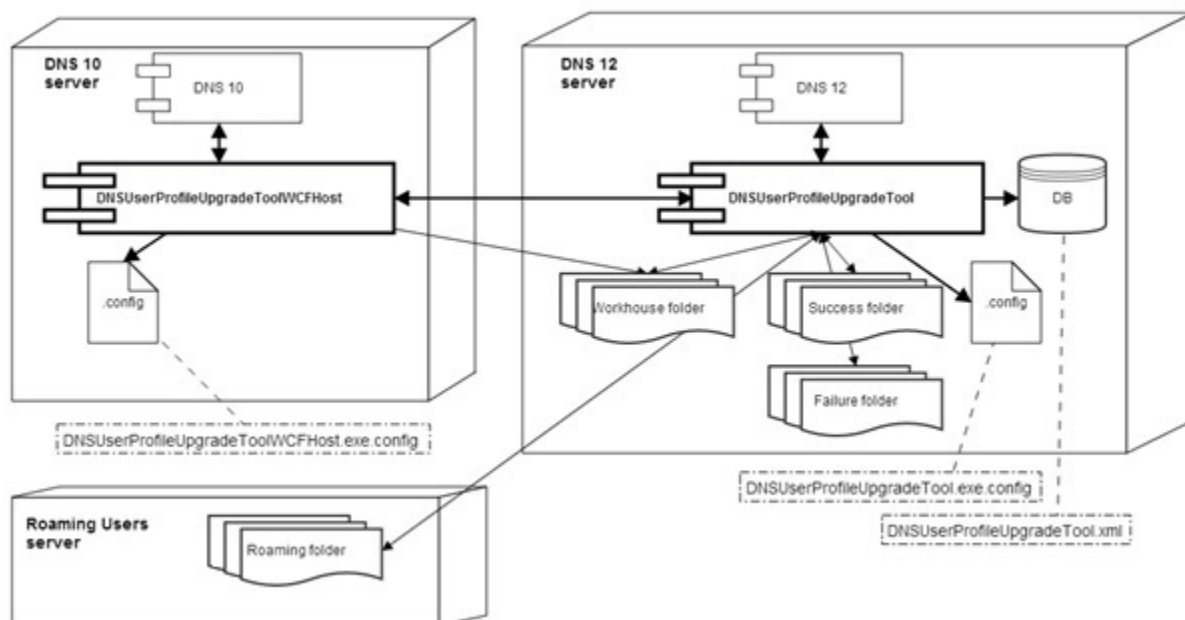 DNS 10
server
DNS 10
DNSUserProfileUpgradeToolWCFHost
.config
DNSUserProfileUpgradeToolWCFHost.exe.config
DNS 12
server
DNS 12
DNSUserProfileUpgradeTool
DB
Workhouse folder
Success folder
.config
Failure folder
DNSUserProfileUpgradeTool.exe.config
DNSUserProfileUpgradeTool.xml
Roaming Users
server
Roaming folder